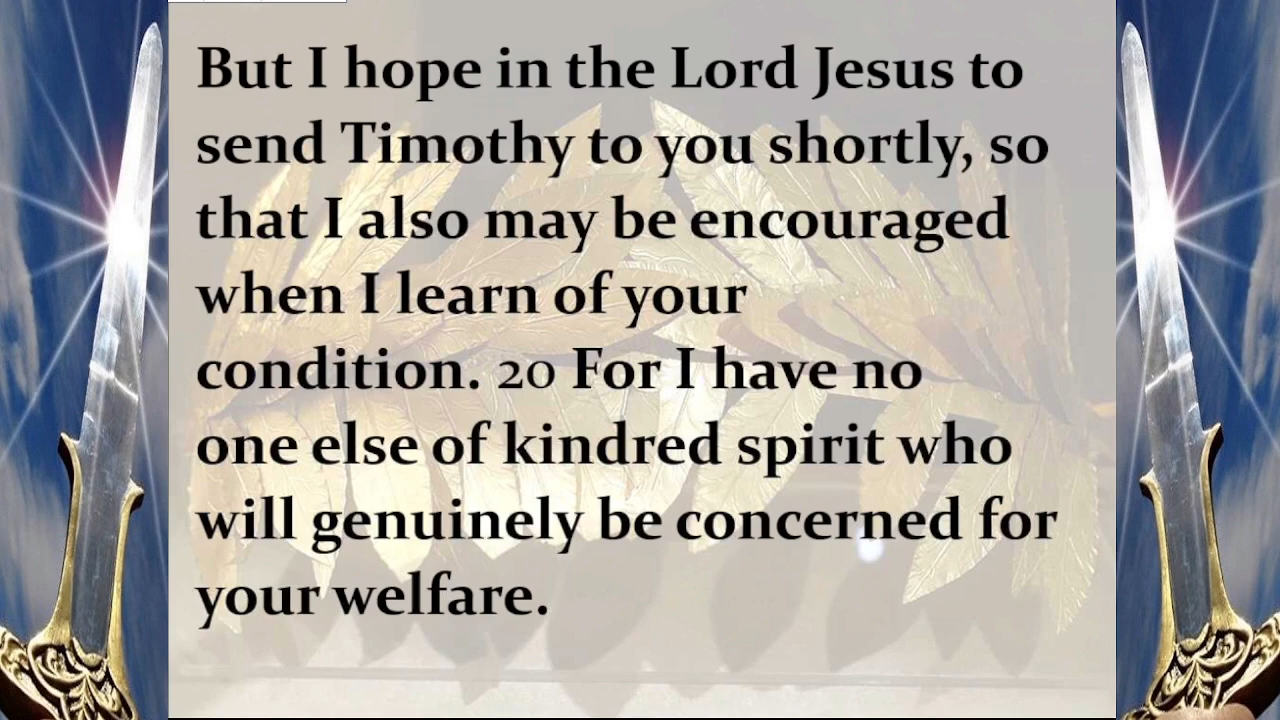 But I hope in the Lord Jesus to
send Timothy to you shortly, so
that I also may be encouraged
when I learn of your
condition. 20 For I have no
one else of kindred spirit who
will genuinely be concerned for
your welfare.